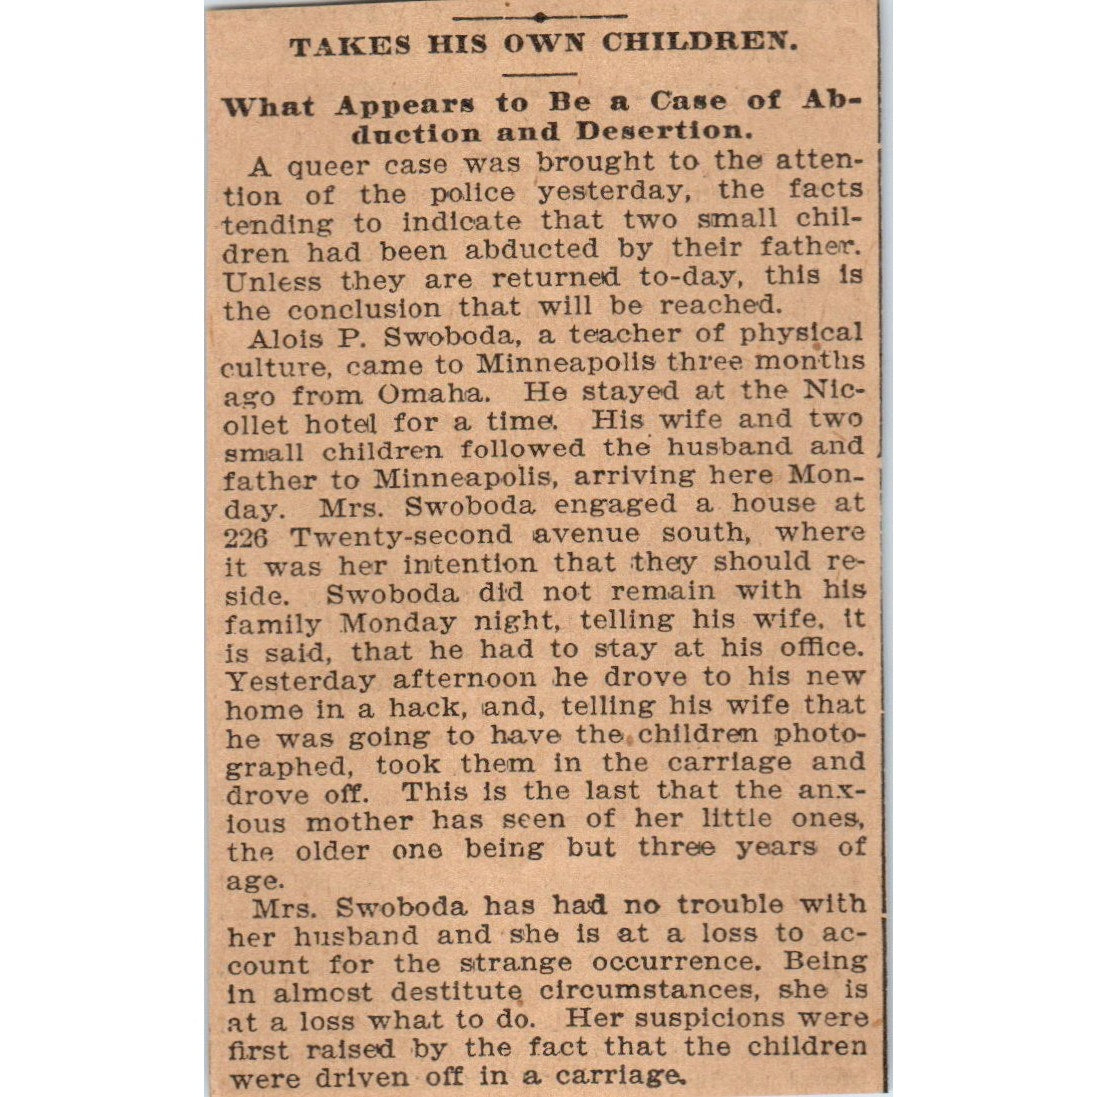 TAKES HIS OWN CHILDREN.
What Appears to Be a Case of Ab-
duction and Desertion.
A queer case was brought to the atten-
tion of the police yesterday, the facts
tending to indicate that two small chil-
dren had been abducted by their father.
Unless they are returned to-day, this is
the conclusion that will be reached.
Alois P. Swoboda, a teacher of physical
culture, came to Minneapolis three months
ago from Omaha. He stayed at the Nic-
ollet hotel for a time. His wife and two
small children followed the husband and
father to Minneapolis, arriving here Mon-
day. Mrs. Swoboda engaged a house at
226 Twenty-second avenue south, where
it was her intention that they should re-
side. Swoboda did not remain with his
family Monday night, telling his wife, it
is said, that he had to stay at his office.
Yesterday afternoon he drove to his new
home in a hack, and, telling his wife that
he was going to have the children photo-
graphed, took them in the carriage and
drove off. This is the last that the anx-
ious mother has seen of her little ones,
the older one being but three years of
age.
Mrs. Swoboda has had no trouble with
her husband and she is at a loss to ac-
count for the strange occurrence. Being
in almost destitute circumstances, she is
at a loss what to do. Her suspicions were
first raised by the fact that the children
were driven off in a carriage.